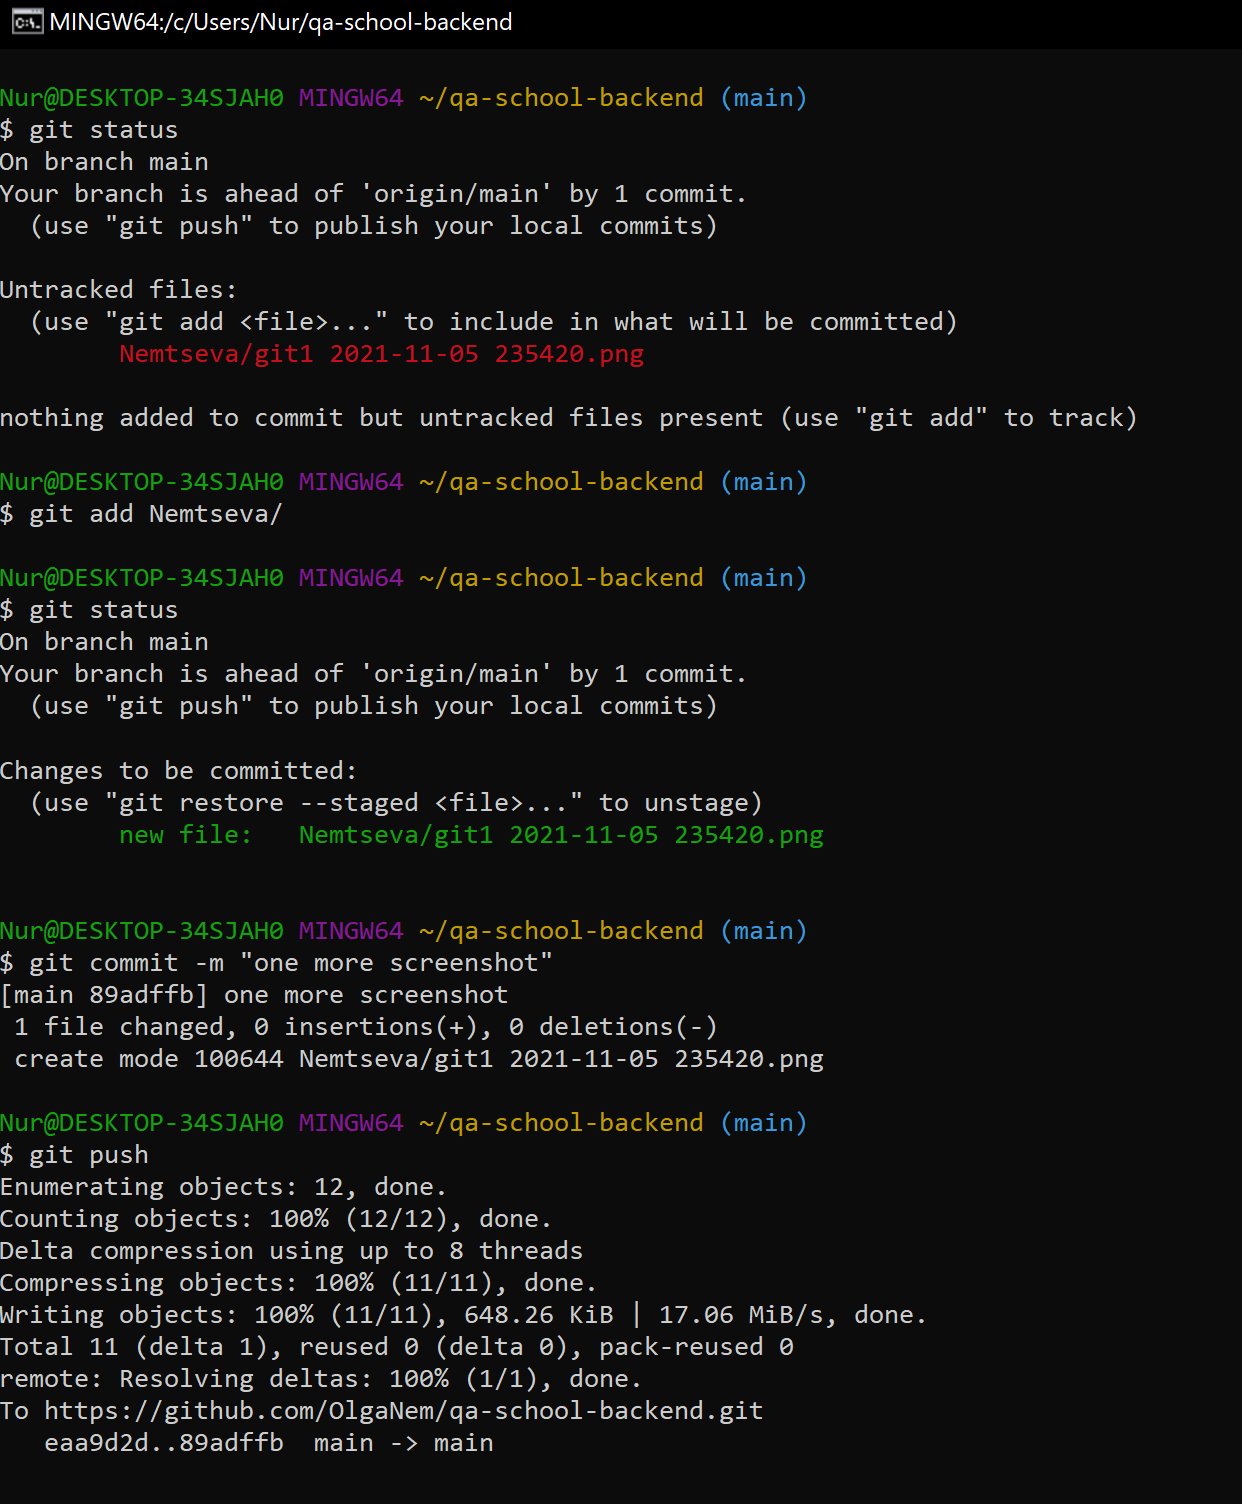 MINGW64:/c/Users/Nur/qa-school-backend
Nur@DESKTOP-34SJAH0 MINGW64 ~/qa-school-backend (main)
$ git status
On branch main
Your branch is ahead of 'origin/main' by 1 commit.
  (use "git push" to publish your local commits)
Untracked files:
  (use "git add <file>..." to include in what will be committed)
        Nemtseva/git1 2021-11-05 235420.png
nothing added to commit but untracked files present (use "git add" to track)
Nur@DESKTOP-34SJAH0 MINGW64 ~/qa-school-backend (main)
$ git add Nemtseva/
Nur@DESKTOP-34SJAH0 MINGW64 ~/qa-school-backend (main)
$ git status
On branch main
Your branch is ahead of 'origin/main' by 1 commit.
  (use "git push" to publish your local commits)
Changes to be committed:
  (use "git restore --staged <file>..." to unstage)
        new file:   Nemtseva/git1 2021-11-05 235420.png
Nur@DESKTOP-34SJAH0 MINGW64 ~/qa-school-backend (main)
$ git commit -m "one more screenshot"
[main 89adffb] one more screenshot
 1 file changed, 0 insertions(+), 0 deletions(-)
 create mode 100644 Nemtseva/git1 2021-11-05 235420.png
Nur@DESKTOP-34SJAH0 MINGW64 ~/qa-school-backend (main)
$ git push
Enumerating objects: 12, done.
Counting objects: 100% (12/12), done.
Delta compression using up to 8 threads
Compressing objects: 100% (11/11), done.
Writing objects: 100% (11/11), 648.26 KiB | 17.06 MiB/s, done.
Total 11 (delta 1), reused 0 (delta 0), pack-reused 0
remote: Resolving deltas: 100% (1/1), done.
To https://github.com/OlgaNem/qa-school-backend.git
   eaa9d2d..89adffb  main -> main